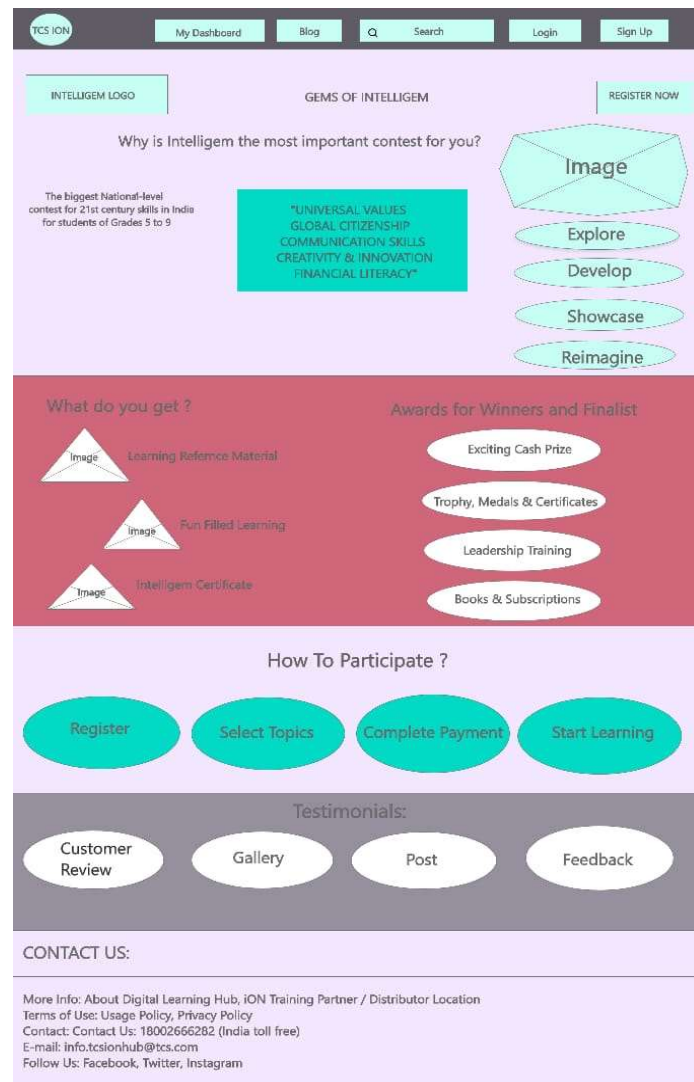 TCS ION
My Dashboard
Blog
Search
Login
Sign Up
INTELLIGEM LOGO
GEMS OF INTELLIGEM
REGISTER NOW
Why is Intelligem the most important contest for you?
Image
The biggest National-level
contest for 21st century skills in India
for students of Grades 5 to 9
"UNIVERSAL VALUES
GLOBAL CITIZENSHIP
COMMUNICATION SKILLS
CREATIVITY & INNOVATION
FINANCIAL LITERACY"
Explore
Develop
Showcase
Reimagine
What do you get ?
Image
Learning Refernce Material
Image
Fun Filled Learning
Image
Intelligem Certificate
Awards for Winners and Finalist
Exciting Cash Prize
Trophy, Medals & Certificates
Leadership Training
Books & Subscriptions
How To Participate ?
Register
Select Topics
Complete Payment
Start Learning
Testimonials:
Customer
Review
Gallery
Post
Feedback
CONTACT US:
More Info: About Digital Learning Hub, iON Training Partner / Distributor Location
Terms of Use: Usage Policy, Privacy Policy
Contact: Contact Us: 18002666282 (India toll free)
E-mail: info.tcsionhub@tcs.com
Follow Us: Facebook, Twitter, Instagram